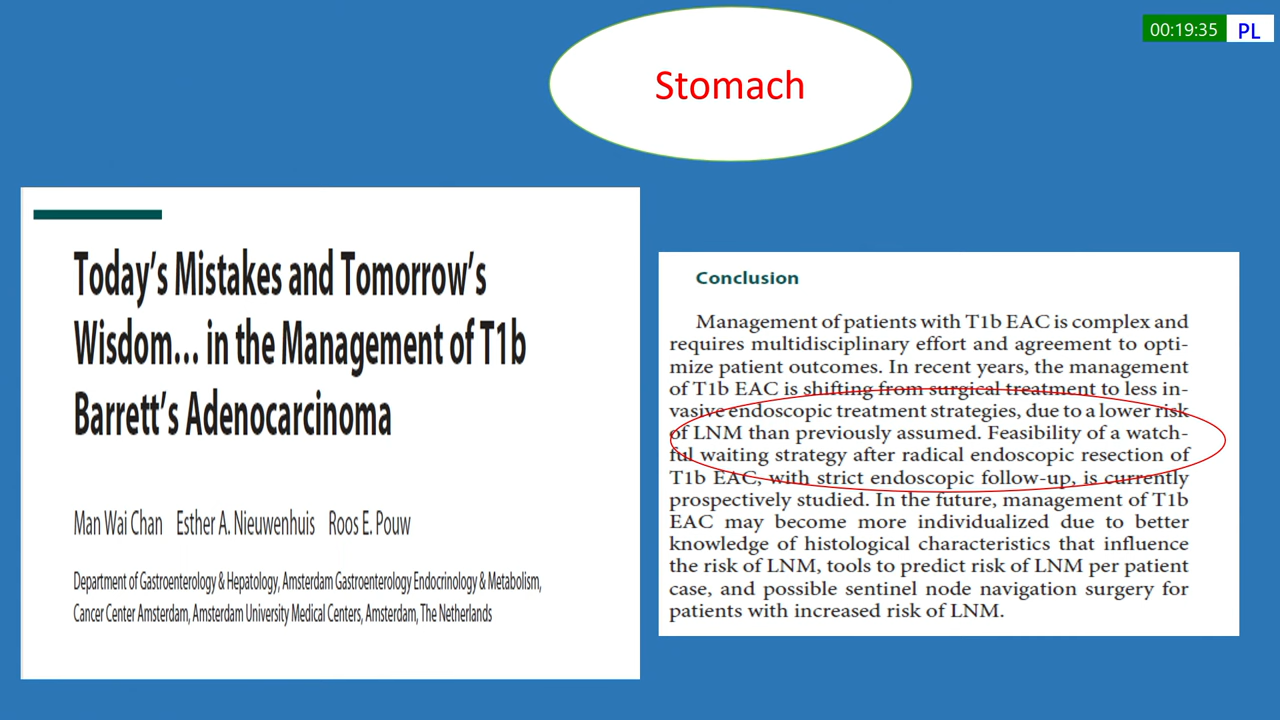 00:19:35 PL
Stomach
Today's Mistakes and Tomorrow's
Wisdom... in the Management of T1b
Barrett's Adenocarcinoma
Man Wai Chan Esther A. Nieuwenhuis Roos E. Pouw
Department of Gastroenterology & Hepatology, Amsterdam Gastroenterology Endocrinology & Metabolism,
Cancer Center Amsterdam, Amsterdam University Medical Centers, Amsterdam, The Netherlands
Conclusion
Management of patients with T1b EAC is complex and
requires multidisciplinary effort and agreement to opti-
mize patient outcomes. In recent years, the management
of T1b EAC is shifting from surgical treatment to less in-
vasive endoscopic treatment strategies, due to a lower risk
of LNM than previously assumed. Feasibility of a watch-
ful waiting strategy after radical endoscopic resection of
T1b EAC, with strict endoscopic follow-up, is currently
prospectively studied. In the future, management of T1b
EAC may become more individualized due to better
knowledge of histological characteristics that influence
the risk of LNM, tools to predict risk of LNM per patient
case, and possible sentinel node navigation surgery for
patients with increased risk of LNM.